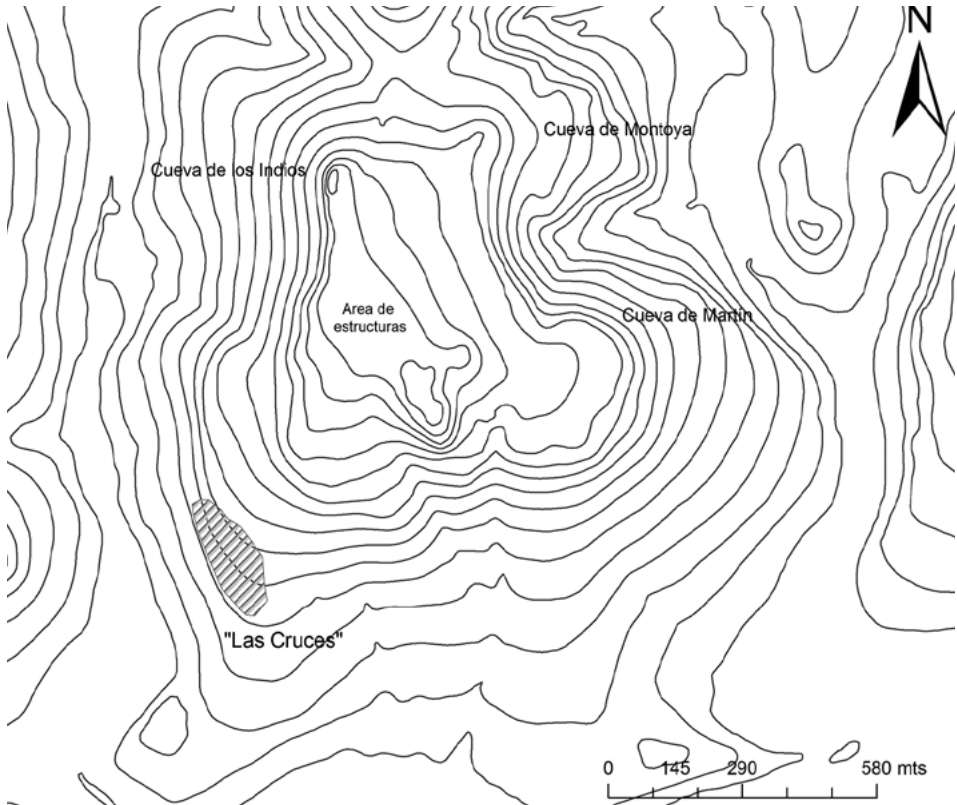 N
Cueva de Montoya
Cueva de los Indios
Area de
estructuras
Cueva de Martín
"Las Cruces"
0 145 290 580 mts